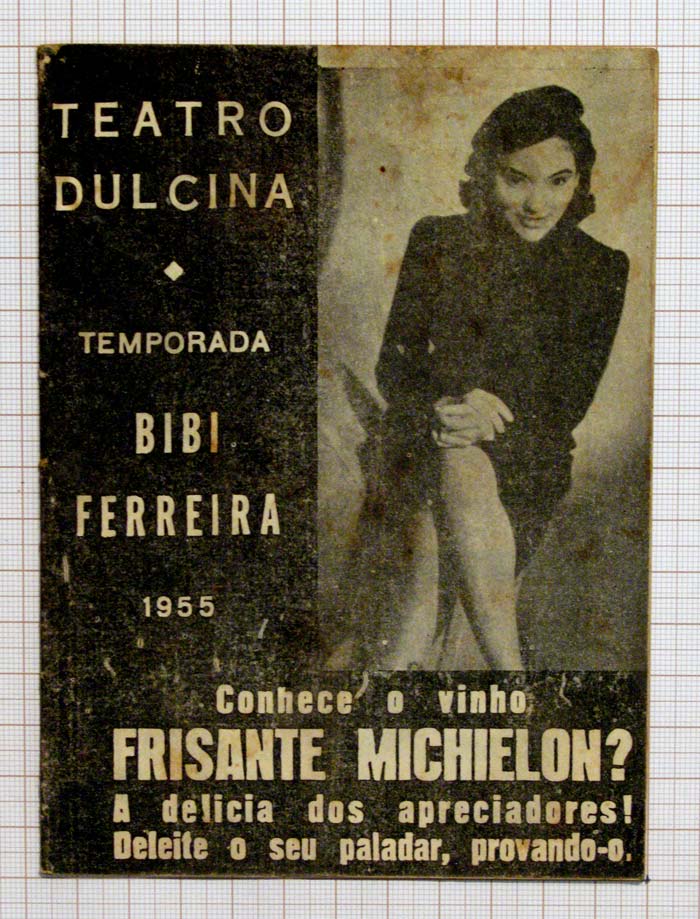 TEATRO
DULCINA
TEMPORADA
BIBI
FERREIRA
1955
Conhece o vinho
FRISANTE MICHIELON?
A delicia dos apreciadores!
Deleite o seu paladar, provando-o.